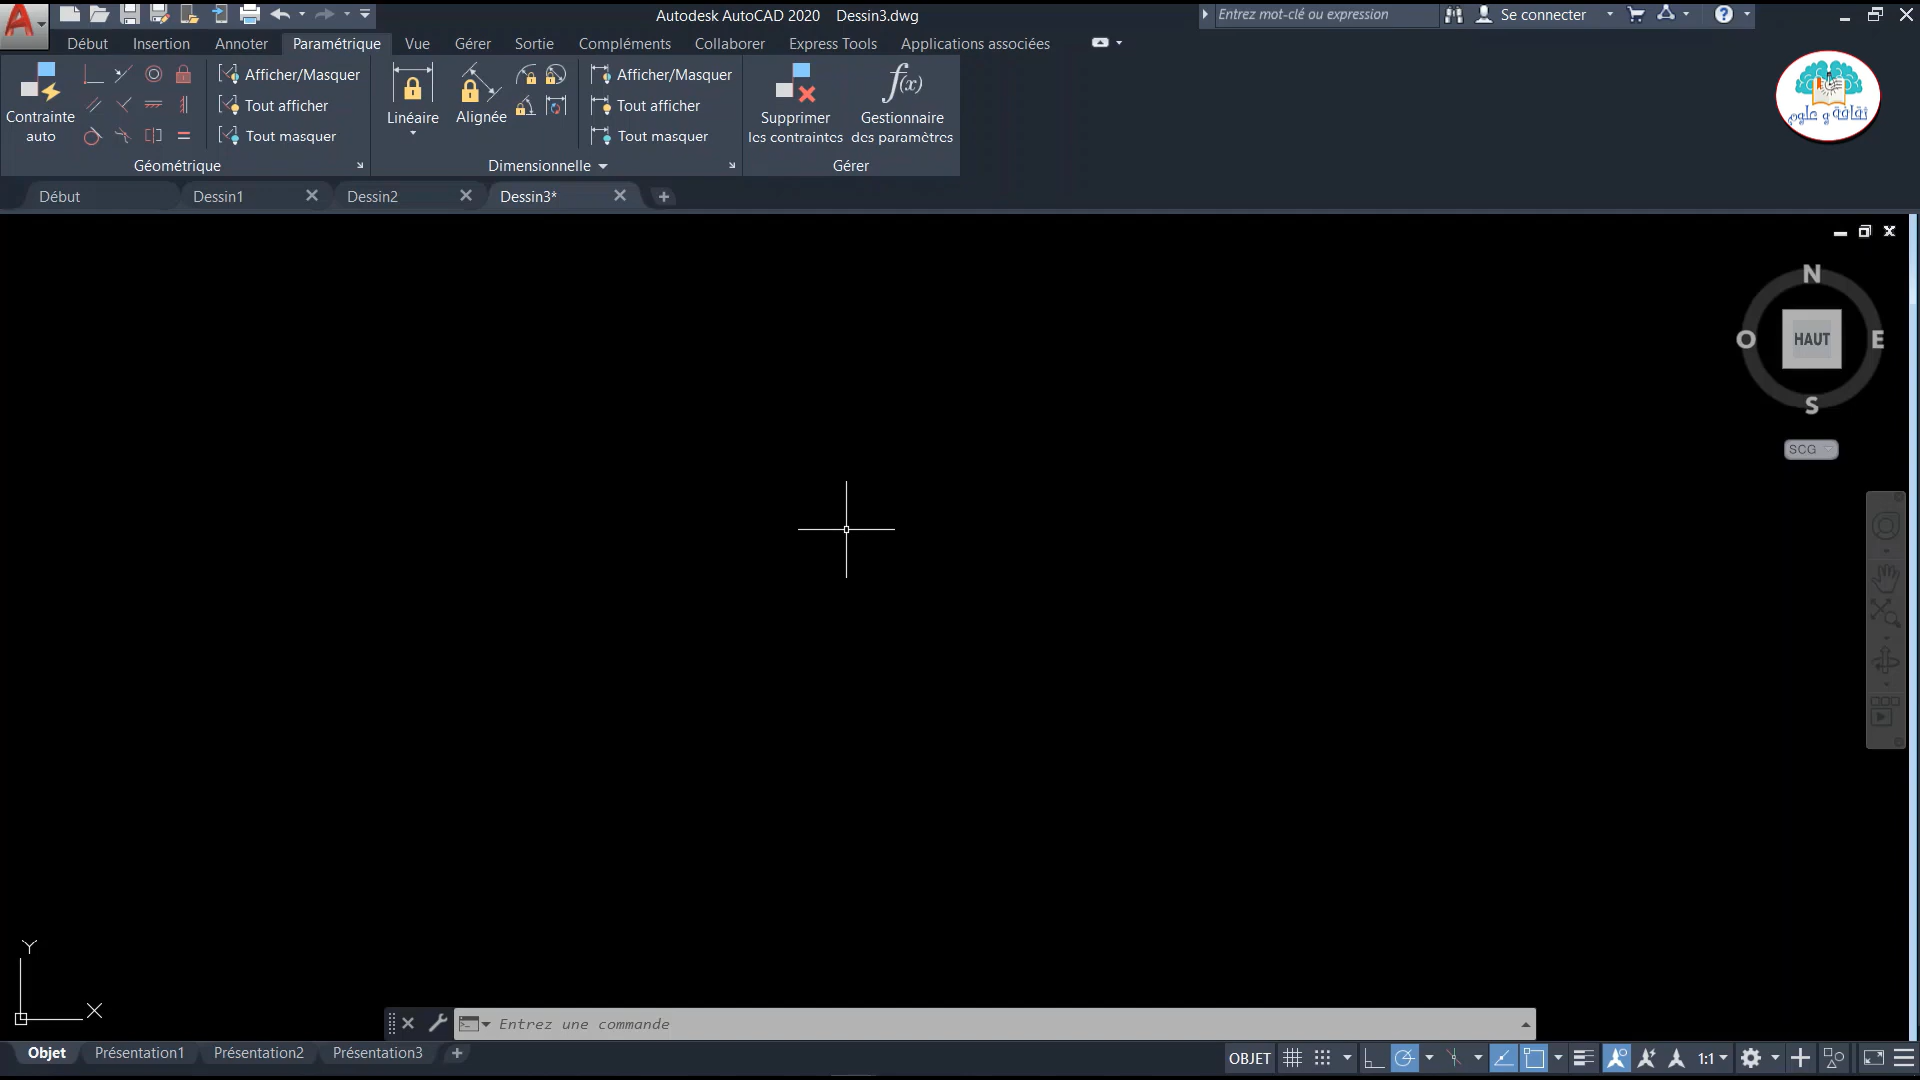 Autodesk AutoCAD 2020 Dessin3.dwg
Entrez mot-clé ou expression
Se connecter
Début Insertion Annoter Paramétrique Vue Gérer Sortie Compléments Collaborer Express Tools Applications associées
Contrainte
auto
Afficher/Masquer
Tout afficher
Tout masquer
Géométrique
Linéaire
Alignée
Afficher/Masquer
Tout afficher
Tout masquer
Dimensionnelle
Supprimer
les contraintes
f(x)
Gestionnaire
des paramètres
Gérer
ثقافة و علوم
Début Dessin1 Dessin2 Dessin3*
N
O HAUT E
S
SCG
Y
X
Entrez une commande
Objet Présentation1 Présentation2 Présentation3
OBJET
1:1